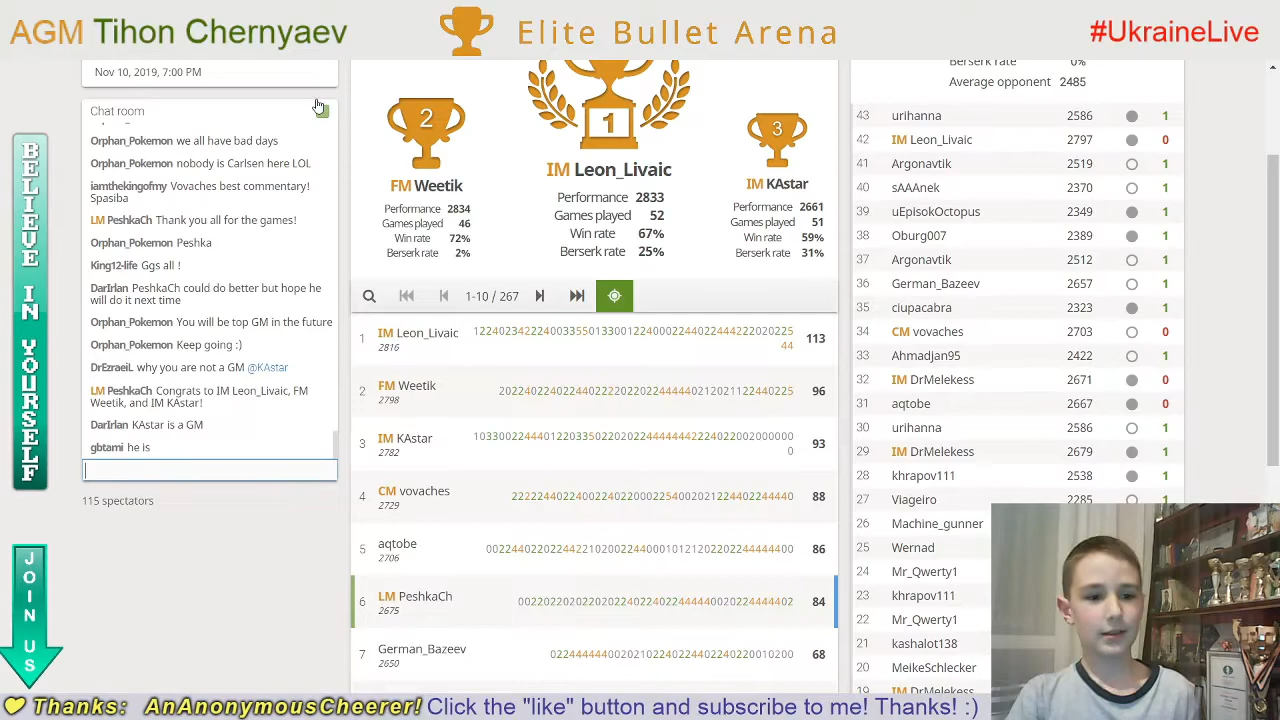 AGM Tihon Chernyaev
Elite Bullet Arena
#UkraineLive
BELIEVE IN YOURSELF
JOIN US
Nov 10, 2019, 7:00 PM
Chat room
Orphan_Pokemon we all have bad days
Orphan_Pokemon nobody is Carlsen here LOL
iamthekingofmy Vovaches best commentary!
Spasiba
LM PeshkaCh Thank you all for the games!
Orphan_Pokemon Peshka
King12-life Ggs all !
DarIrlan PeshkaCh could do better but hope he
will do it next time
Orphan_Pokemon You will be top GM in the future
Orphan_Pokemon Keep going :)
DrEzraeiL why you are not a GM @KAstar
LM PeshkaCh Congrats to IM Leon_Livaic, FM
Weetik, and IM KAstar!
DarIrlan KAstar is a GM
gbtami he is
115 spectators
2
FM Weetik
Performance 2834
Games played 46
Win rate 72%
Berserk rate 2%
1
IM Leon_Livaic
Performance 2833
Games played 52
Win rate 67%
Berserk rate 25%
3
IM KAstar
Performance 2661
Games played 51
Win rate 59%
Berserk rate 31%
1-10 / 267
1 IM Leon_Livaic 113
2816
2 FM Weetik 96
2798
3 IM KAstar 93
2782
4 CM vovaches 88
2729
5 aqtobe 86
2706
6 LM PeshkaCh 84
2675
7 German_Bazeev 68
2650
Berserk rate 0%
Average opponent 2485
43 urihanna 2586 1
42 IM Leon_Livaic 2797 0
41 Argonavtik 2519 1
40 sAAAnek 2370 1
39 uEpisokOctopus 2349 1
38 Oburg007 2389 1
37 Argonavtik 2512 1
36 German_Bazeev 2657 1
35 ciupacabra 2323 1
34 CM vovaches 2703 0
33 Ahmadjan95 2422 1
32 IM DrMelekess 2671 0
31 aqtobe 2667 0
30 urihanna 2586 1
29 IM DrMelekess 2679 1
28 khrapov111 2538 1
27 Viageiro 2285 1
26 Machine_gunner
25 Wernad
24 Mr_Qwerty1
23 khrapov111
22 Mr_Qwerty1
21 kashalot138
20 MeikeSchlecker
19 IM DrMelekess
Thanks: AnAnonymousCheerer! Click the "like" button and subscribe to me! Thanks! :)